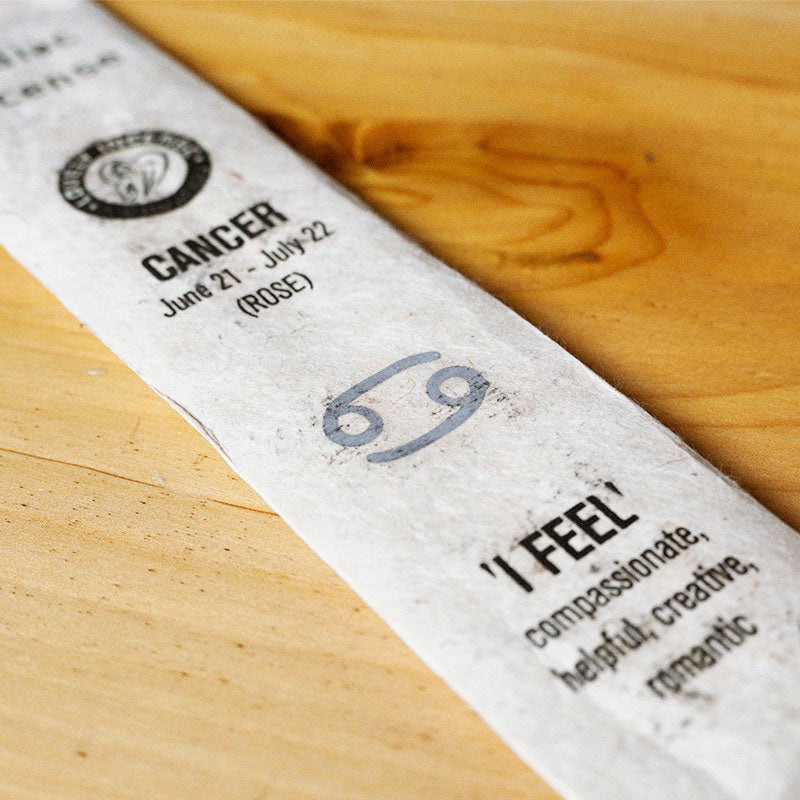 CANCER
June 21 - July 22
(ROSE)
'I FEEL'
compassionate,
helpful, creative,
romantic